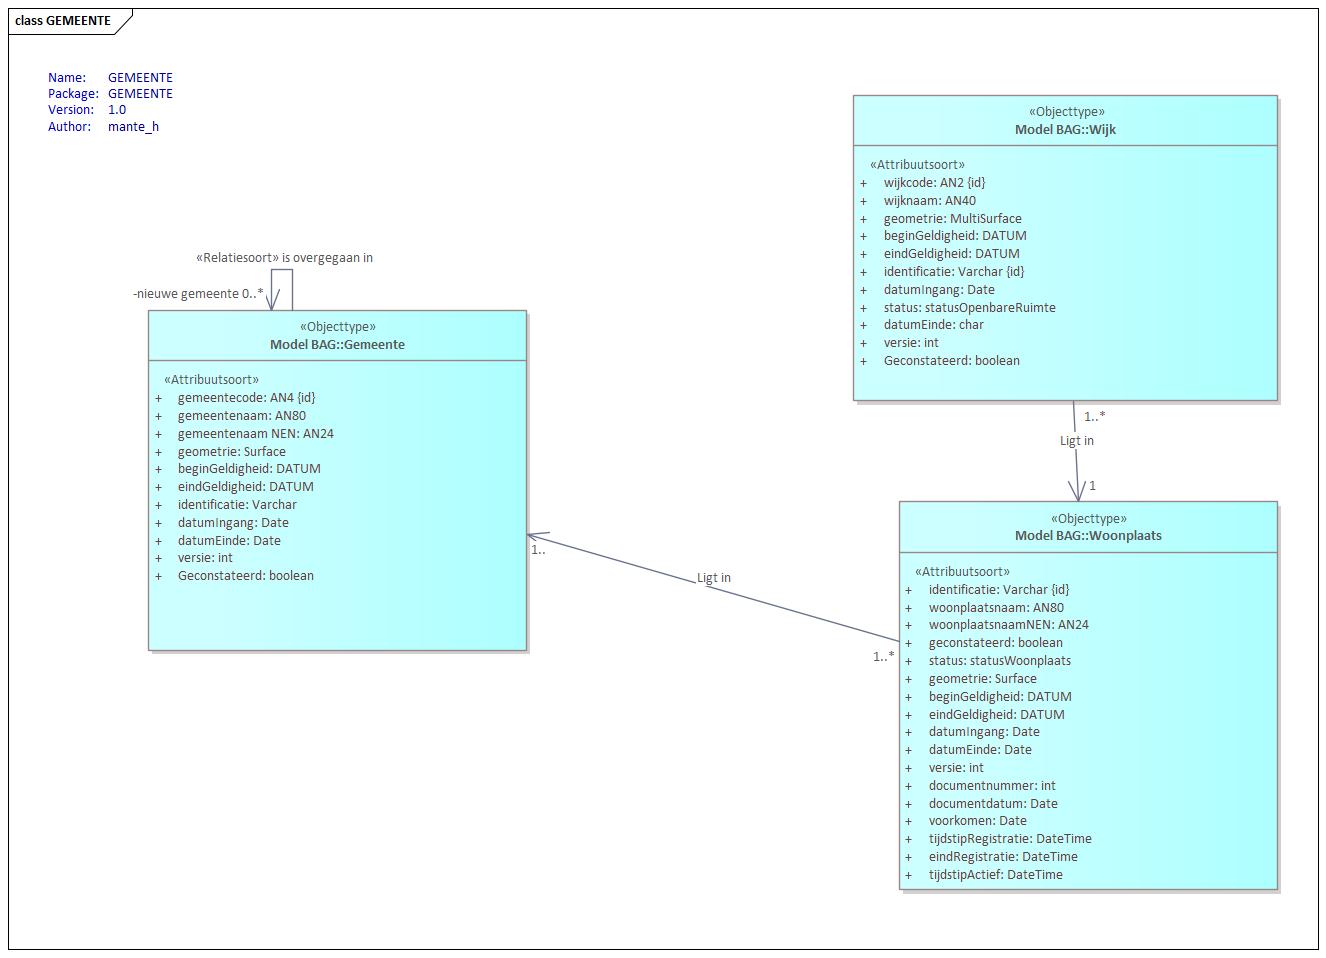 class GEMEENTE
Name: GEMEENTE
Package: GEMEENTE
Version: 1.0
Author: mante_h
«Relatiesoort» is overgegaan in
-nieuwe gemeente 0..*
«Objecttype»
Model BAG::Gemeente
«Attribuutsoort»
+ gemeentecode: AN4 {id}
+ gemeentenaam: AN80
+ gemeentenaam NEN: AN24
+ geometrie: Surface
+ beginGeldigheid: DATUM
+ eindGeldigheid: DATUM
+ identificatie: Varchar
+ datumIngang: Date
+ datumEinde: Date
+ versie: int
+ Geconstateerd: boolean
«Objecttype»
Model BAG::Wijk
«Attribuutsoort»
+ wijkcode: AN2 {id}
+ wijknaam: AN40
+ geometrie: MultiSurface
+ beginGeldigheid: DATUM
+ eindGeldigheid: DATUM
+ identificatie: Varchar {id}
+ datumIngang: Date
+ status: statusOpenbareRuimte
+ datumEinde: char
+ versie: int
+ Geconstateerd: boolean
1..*
Ligt in
1
1..
Ligt in
1..*
«Objecttype»
Model BAG::Woonplaats
«Attribuutsoort»
+ identificatie: Varchar {id}
+ woonplaatsnaam: AN80
+ woonplaatsnaamNEN: AN24
+ geconstateerd: boolean
+ status: statusWoonplaats
+ geometrie: Surface
+ beginGeldigheid: DATUM
+ eindGeldigheid: DATUM
+ datumIngang: Date
+ datumEinde: Date
+ versie: int
+ documentnummer: int
+ documentdatum: Date
+ voorkomen: Date
+ tijdstipRegistratie: DateTime
+ eindRegistratie: DateTime
+ tijdstipActief: DateTime